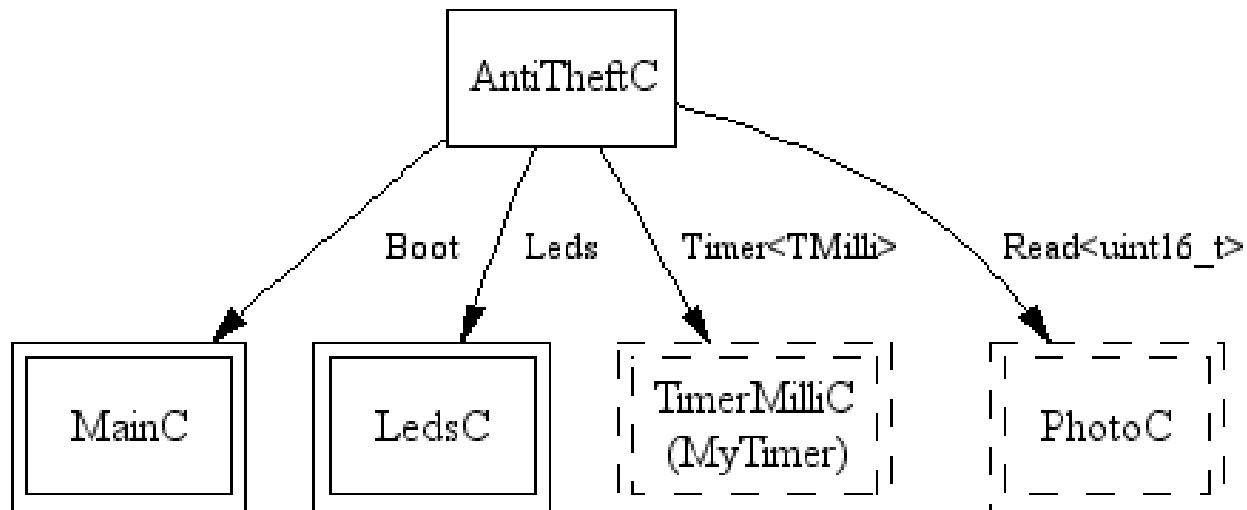 AntiTheftC
Boot
Leds
Timer<TMilli>
Read<uint16_t>
MainC
LedsC
TimerMilliC
(MyTimer)
PhotoC